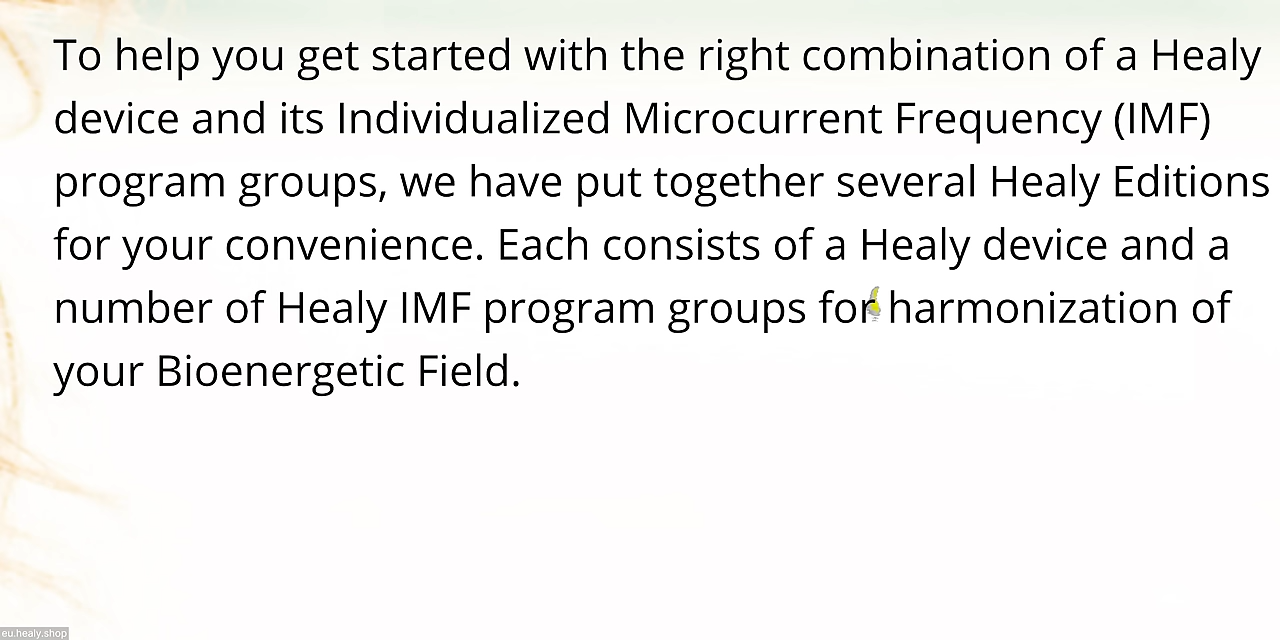 To help you get started with the right combination of a Healy
device and its Individualized Microcurrent Frequency (IMF)
program groups, we have put together several Healy Editions
for your convenience. Each consists of a Healy device and a
number of Healy IMF program groups for harmonization of
your Bioenergetic Field.
eu.healy.shop